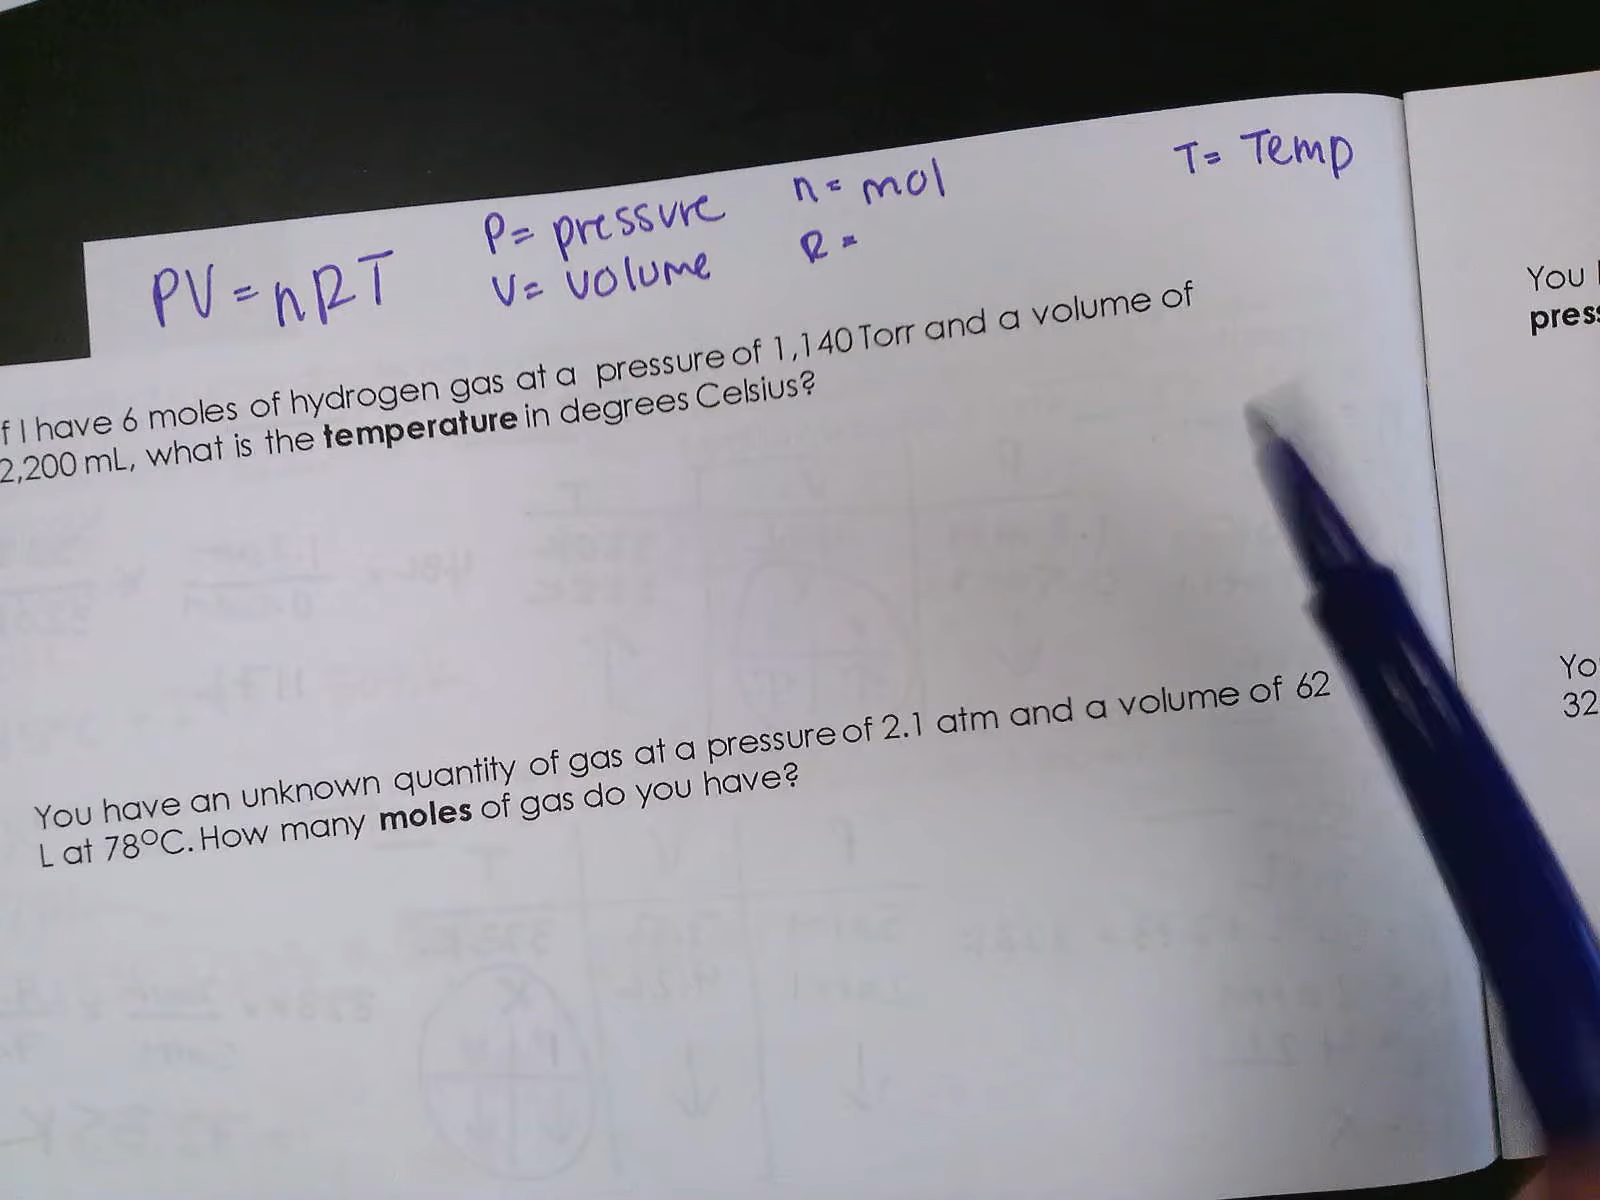 PV = nRT
P = pressure
V = volume
n = mol
R =
T = Temp
f I have 6 moles of hydrogen gas at a pressure of 1,140 Torr and a volume of
2,200 mL, what is the temperature in degrees Celsius?
You have an unknown quantity of gas at a pressure of 2.1 atm and a volume of 62
L at 78°C. How many moles of gas do you have?
You
press
Yo
32